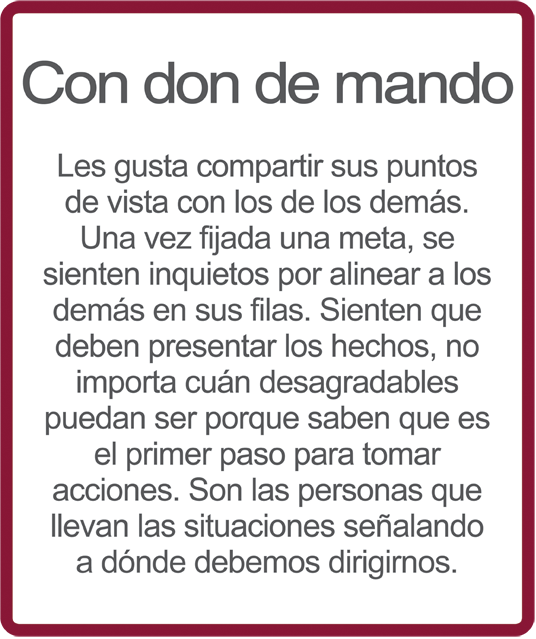 Con don de mando
Les gusta compartir sus puntos
de vista con los de los demás.
Una vez fijada una meta, se
sienten inquietos por alinear a los
demás en sus filas. Sienten que
deben presentar los hechos, no
importa cuán desagradables
puedan ser porque saben que es
el primer paso para tomar
acciones. Son las personas que
llevan las situaciones señalando
a dónde debemos dirigirnos.